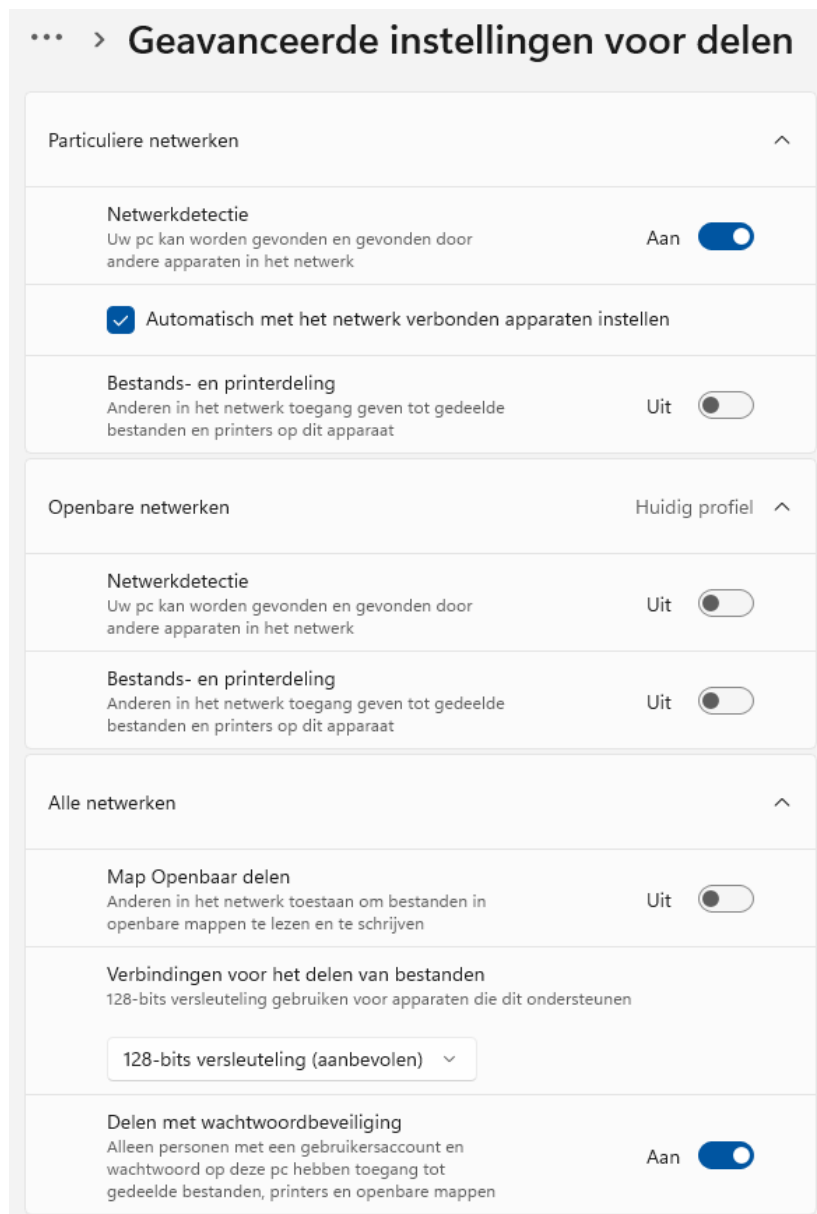 ··· > Geavanceerde instellingen voor delen
Particuliere netwerken
Netwerkdetectie
Uw pc kan worden gevonden en gevonden door
andere apparaten in het netwerk
Aan
Automatisch met het netwerk verbonden apparaten instellen
Bestands- en printerdeling
Anderen in het netwerk toegang geven tot gedeelde
bestanden en printers op dit apparaat
Uit
Openbare netwerken
Huidig profiel
Netwerkdetectie
Uw pc kan worden gevonden en gevonden door
andere apparaten in het netwerk
Uit
Bestands- en printerdeling
Anderen in het netwerk toegang geven tot gedeelde
bestanden en printers op dit apparaat
Uit
Alle netwerken
Map Openbaar delen
Anderen in het netwerk toestaan om bestanden in
openbare mappen te lezen en te schrijven
Uit
Verbindingen voor het delen van bestanden
128-bits versleuteling gebruiken voor apparaten die dit ondersteunen
128-bits versleuteling (aanbevolen)
Delen met wachtwoordbeveiliging
Alleen personen met een gebruikersaccount en
wachtwoord op deze pc hebben toegang tot
gedeelde bestanden, printers en openbare mappen
Aan